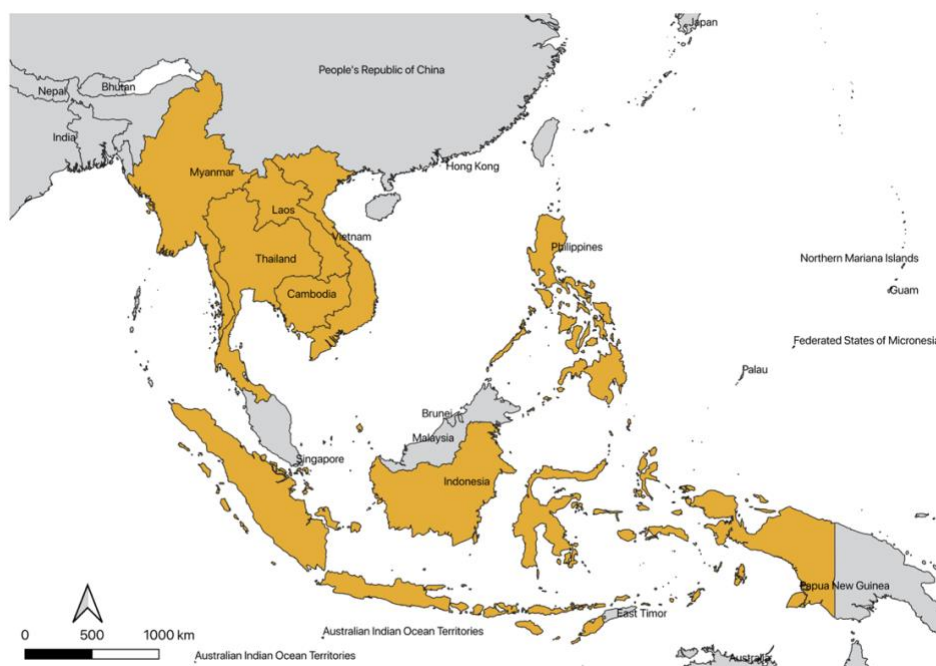 Japan
People's Republic of China
Nepal
Bhutan
India
Hong Kong
Myanmar
Laos
Vietnam
Philippines
Thailand
Northern Mariana Islands
Cambodia
Guam
Federated States of Micronesia
Palau
Brunei
Malaysia
Singapore
Indonesia
Papua New Guinea
East Timor
Australian Indian Ocean Territories
0 500 1000 km
Australian Indian Ocean Territories
Australia